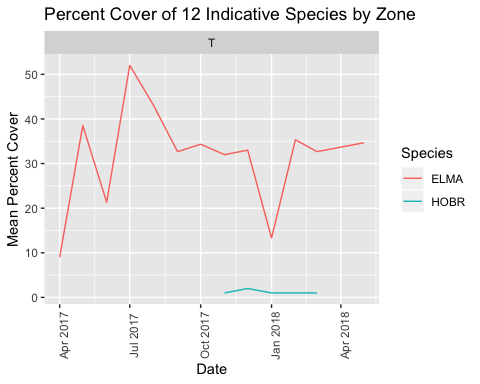 Percent Cover of 12 Indicative Species by Zone
T
Mean Percent Cover
50
40
30
20
10
0
Apr 2017
Jul 2017
Oct 2017
Jan 2018
Apr 2018
Date
Species
ELMA
HOBR